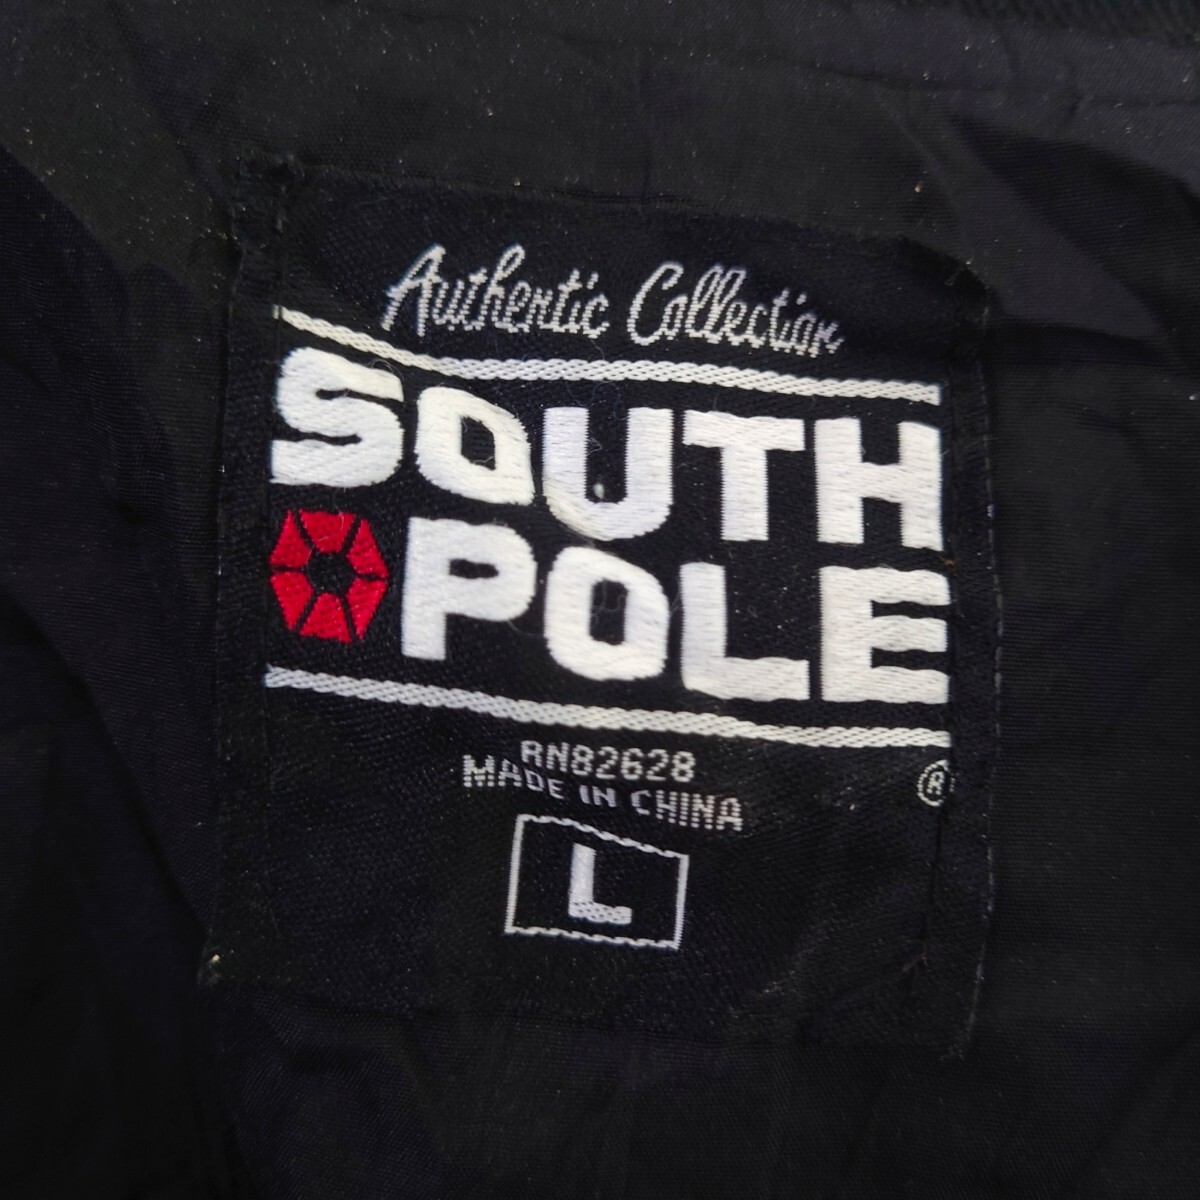 Authentic Collection
SOUTH
POLE
RN82628
MADE IN CHINA
®
L